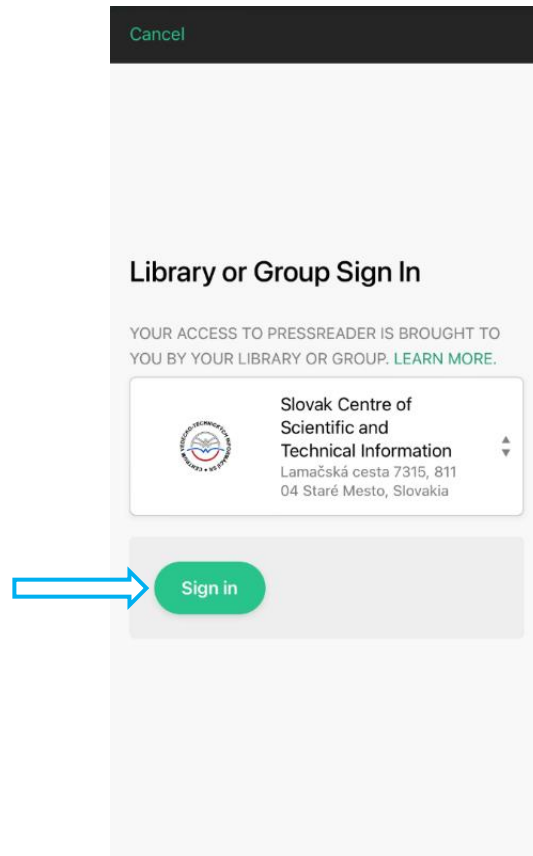 Cancel
Library or Group Sign In
YOUR ACCESS TO PRESSREADER IS BROUGHT TO
YOU BY YOUR LIBRARY OR GROUP. LEARN MORE.
Slovak Centre of
Scientific and
Technical Information
Lamačská cesta 7315, 811
04 Staré Mesto, Slovakia
Sign in